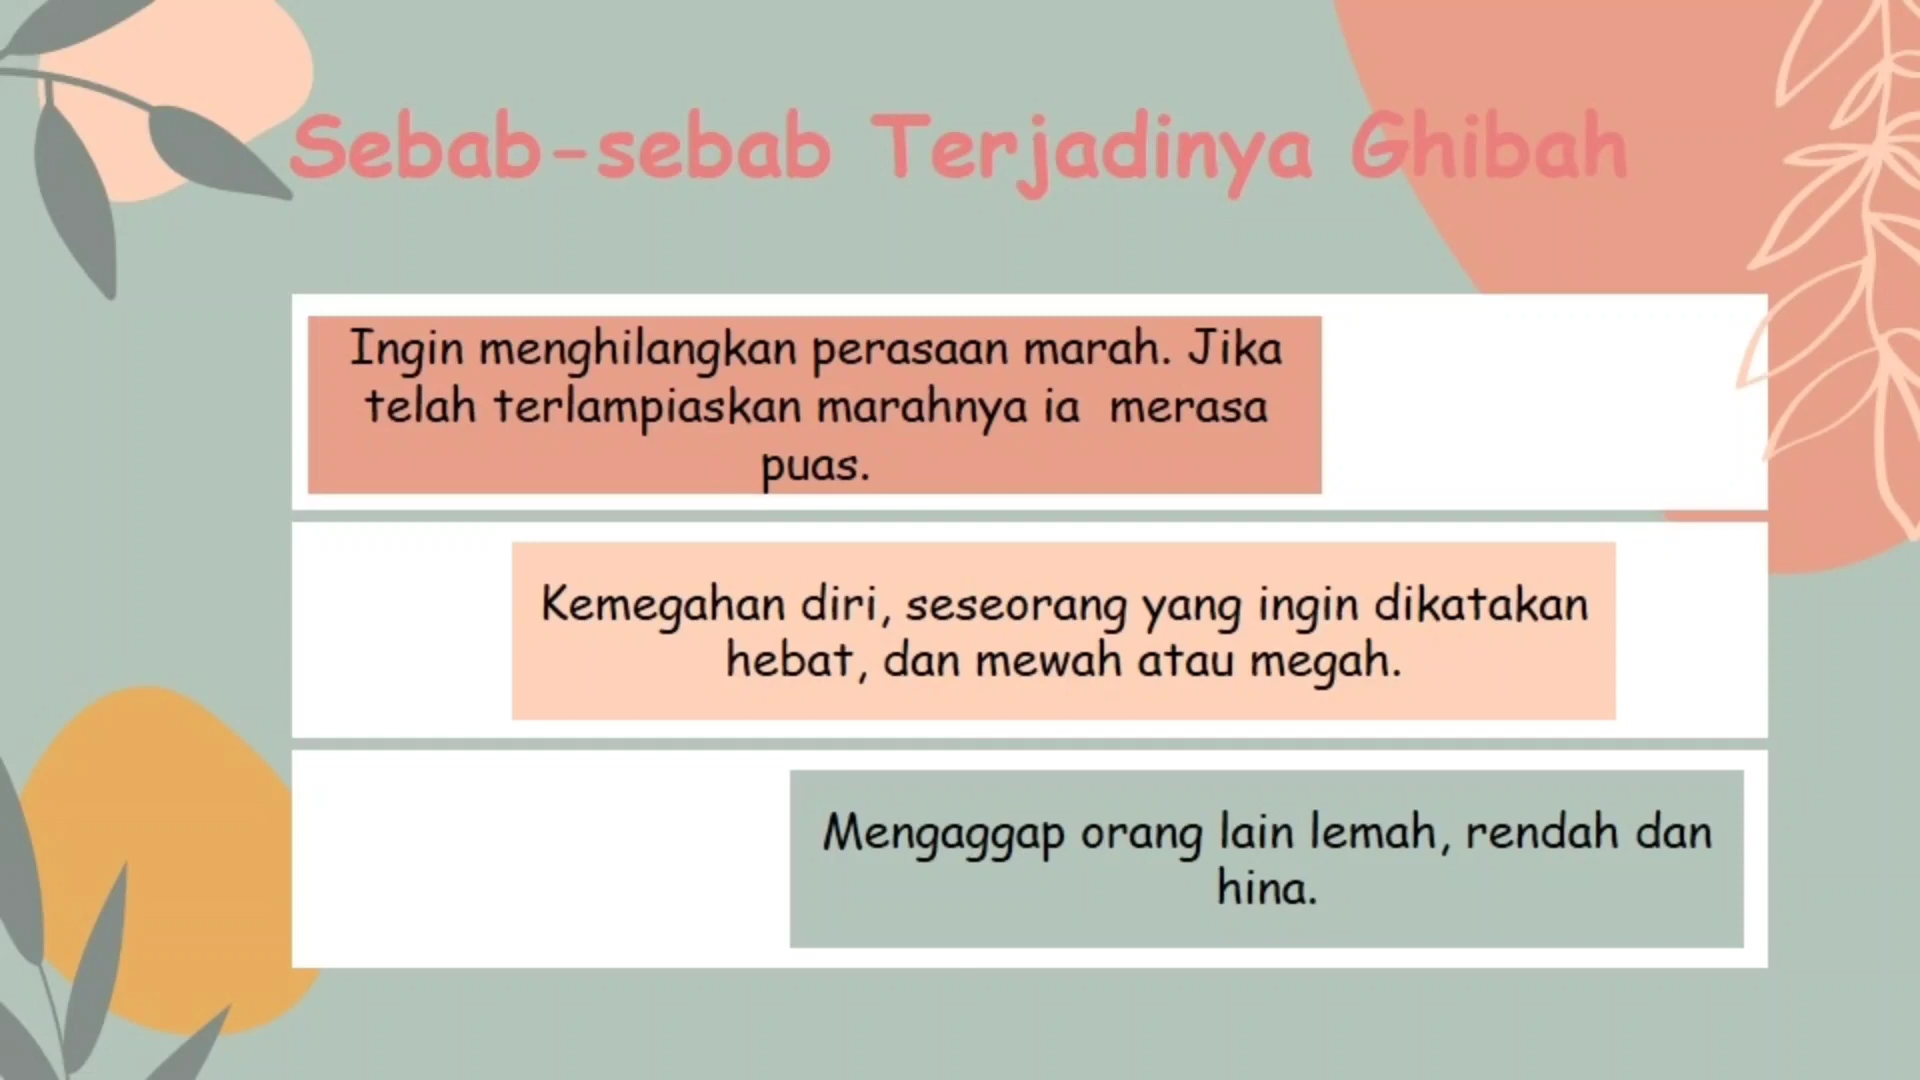 Sebab-sebab Terjadinya Ghibah
Ingin menghilangkan perasaan marah. Jika
telah terlampiaskan marahnya ia merasa
puas.
Kemegahan diri, seseorang yang ingin dikatakan
hebat, dan mewah atau megah.
Mengaggap orang lain lemah, rendah dan
hina.